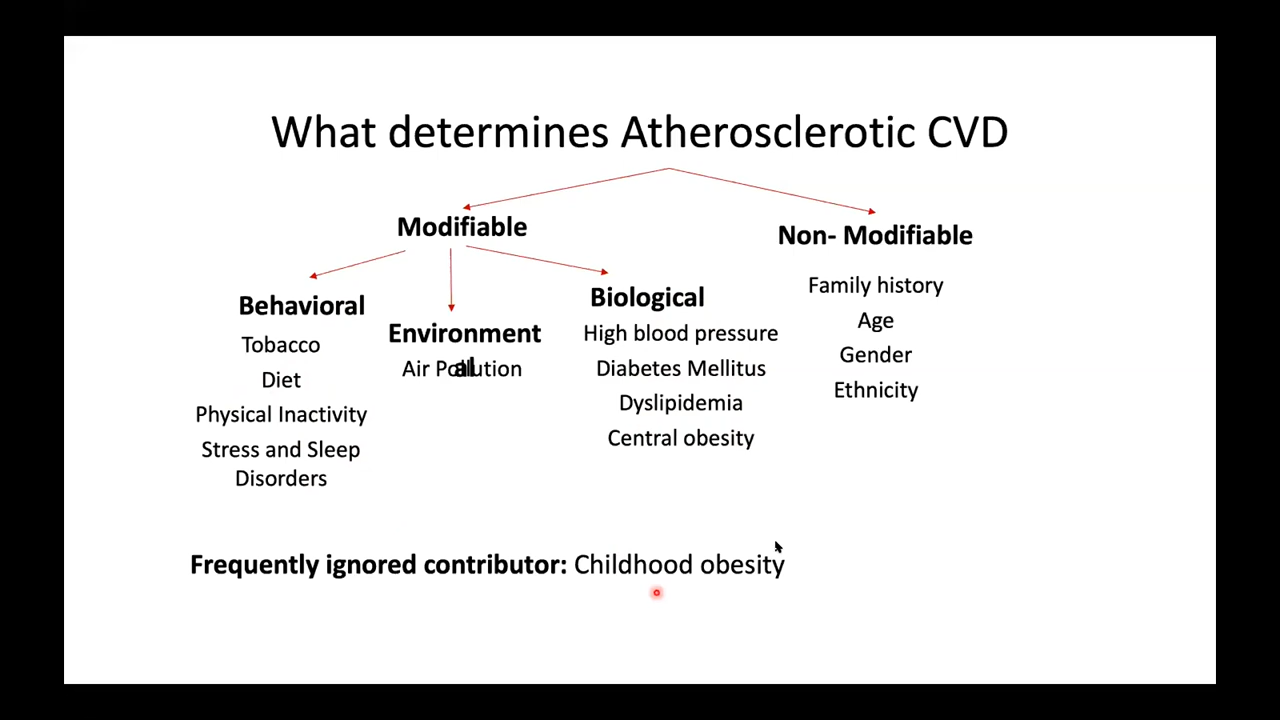 What determines Atherosclerotic CVD
Modifiable
Non- Modifiable
Behavioral
Tobacco
Diet
Physical Inactivity
Stress and Sleep
Disorders
Environment
al
Air Pollution
Biological
High blood pressure
Diabetes Mellitus
Dyslipidemia
Central obesity
Family history
Age
Gender
Ethnicity
Frequently ignored contributor: Childhood obesity